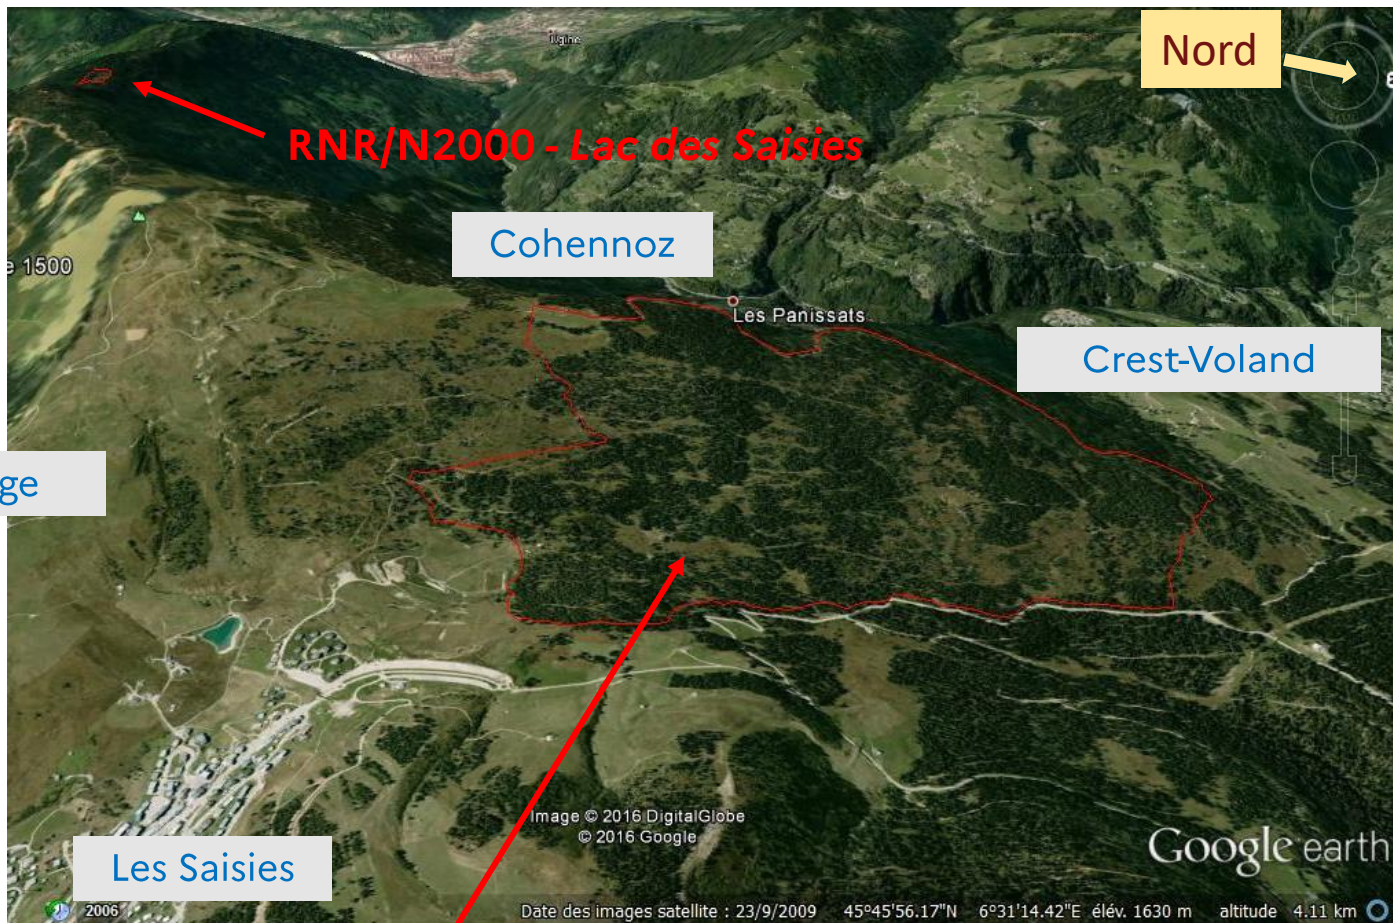 Ugine
Nord
RNR/N2000 - Lac des Saisies
Cohennoz
e 1500
Les Panissats
Crest-Voland
ge
Image © 2016 DigitalGlobe
© 2016 Google
Google earth
Les Saisies
2006
Date des images satellite : 23/9/2009 45°45'56.17"N 6°31'14.42"E élév. 1630 m altitude 4.11 km